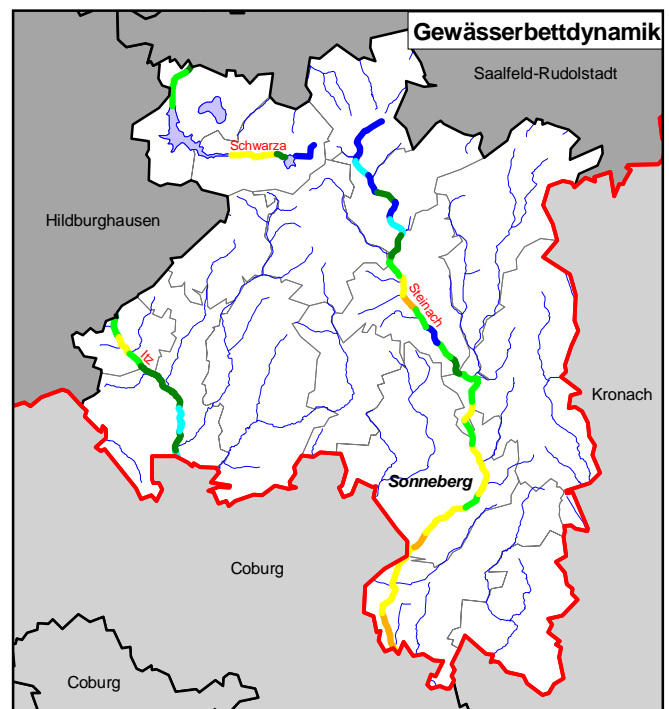 Gewässerbettdynamik
Saalfeld-Rudolstadt
Schwarza
Hildburghausen
Steinach
Itz
Kronach
Sonneberg
Coburg
Coburg